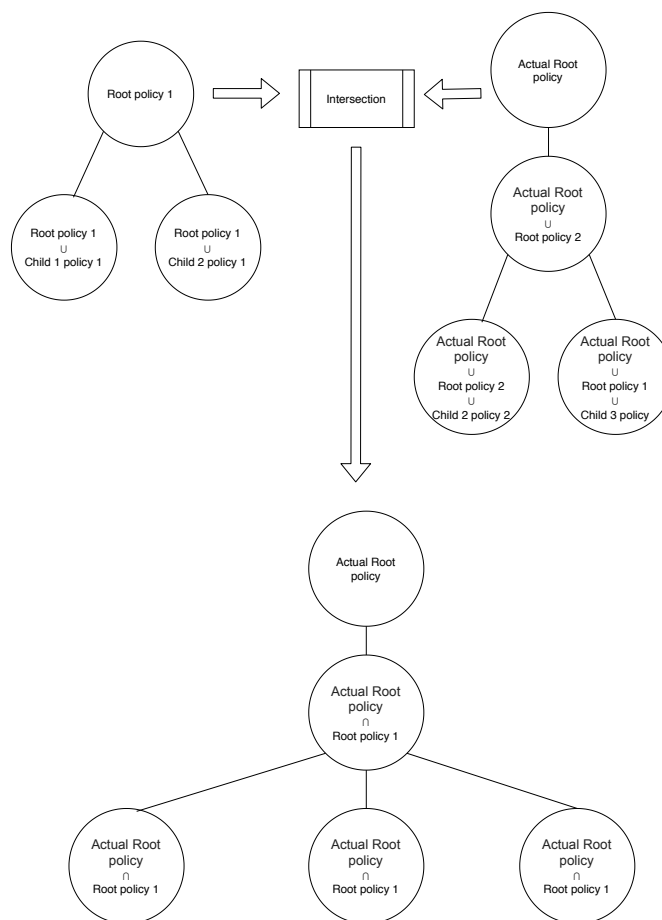 Root policy 1
Intersection
Actual Root
policy
Root policy 1
∪
Child 1 policy 1
Root policy 1
∪
Child 2 policy 1
Actual Root
policy
∪
Root policy 2
Actual Root
policy
∪
Root policy 2
∪
Child 2 policy 2
Actual Root
policy
∪
Root policy 1
∪
Child 3 policy
Actual Root
policy
Actual Root
policy
∩
Root policy 1
Actual Root
policy
∩
Root policy 1
Actual Root
policy
∩
Root policy 1
Actual Root
policy
∩
Root policy 1